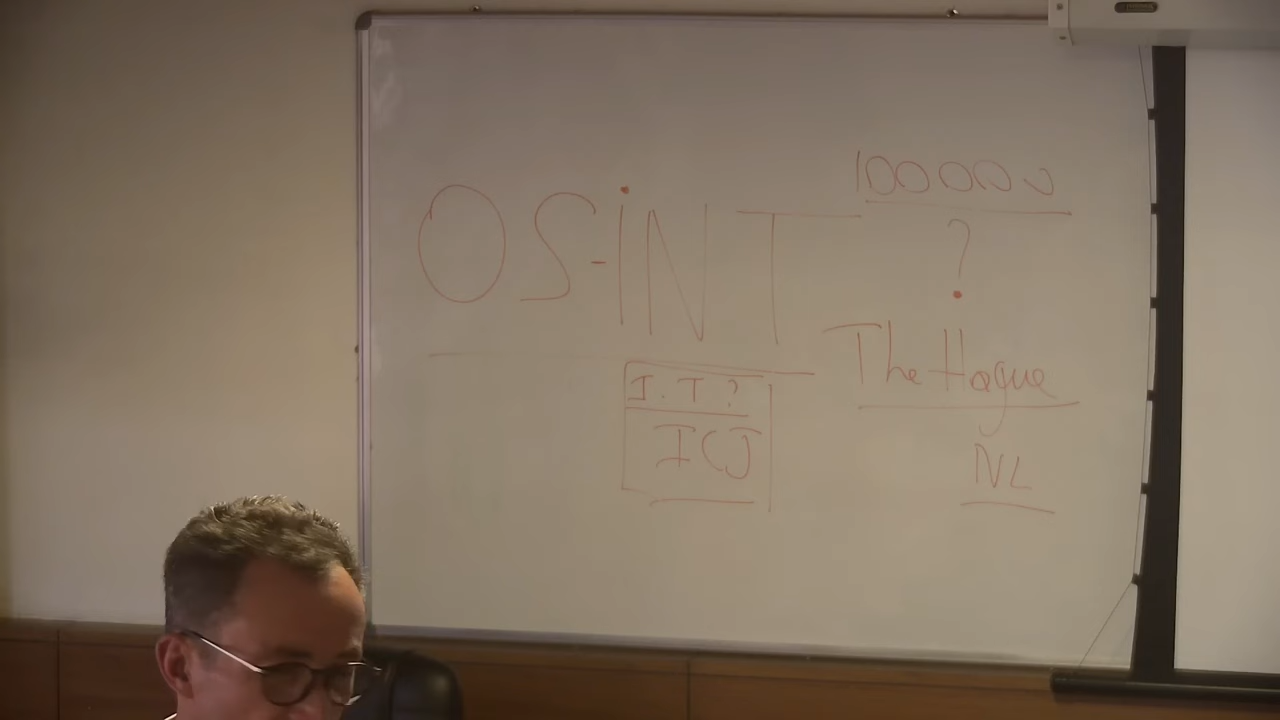 OS-iNT
I.T?
ICJ
100000
?
The Hague
NL